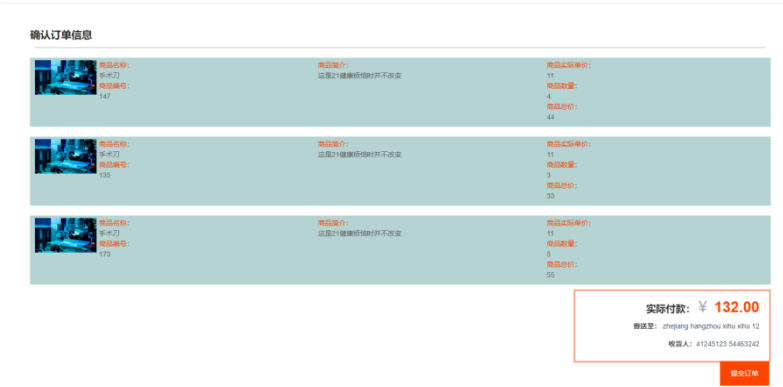 确认订单信息
商品名称：
手术刀
商品编号：
147
商品简介：
这是21健康烦恼时并不改变
商品实际单价：
11
商品数量：
4
商品总价：
44
商品名称：
手术刀
商品编号：
135
商品简介：
这是21健康烦恼时并不改变
商品实际单价：
11
商品数量：
3
商品总价：
33
商品名称：
手术刀
商品编号：
173
商品简介：
这是21健康烦恼时并不改变
商品实际单价：
11
商品数量：
5
商品总价：
55
实际付款： ¥ 132.00
寄送至： zhejiang hangzhou xihu xihu 12
收货人： 41245123 54463242
提交订单